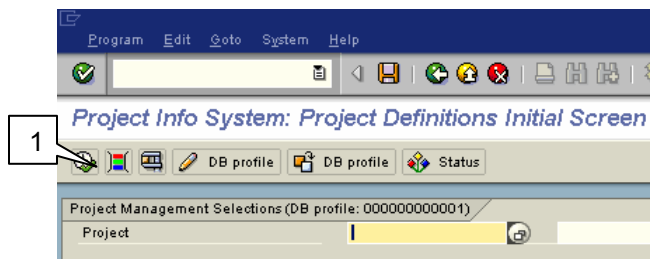 Program Edit Goto System Help
Project Info System: Project Definitions Initial Screen
1
DB profile DB profile Status
Project Management Selections (DB profile: 000000000001)
Project